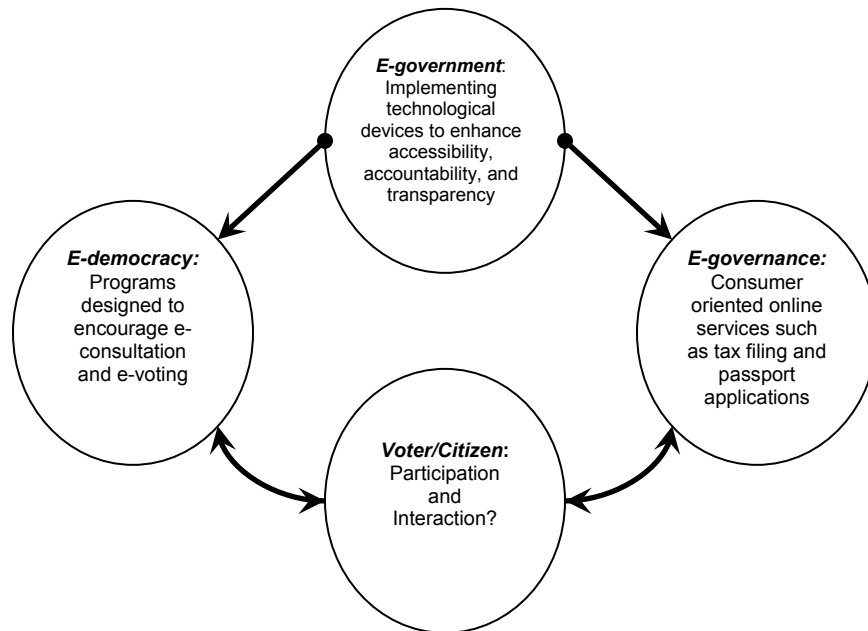 E-government:
Implementing
technological
devices to enhance
accessibility,
accountability, and
transparency
E-democracy:
Programs
designed to
encourage e-
consultation
and e-voting
E-governance:
Consumer
oriented online
services such
as tax filing and
passport
applications
Voter/Citizen:
Participation
and
Interaction?